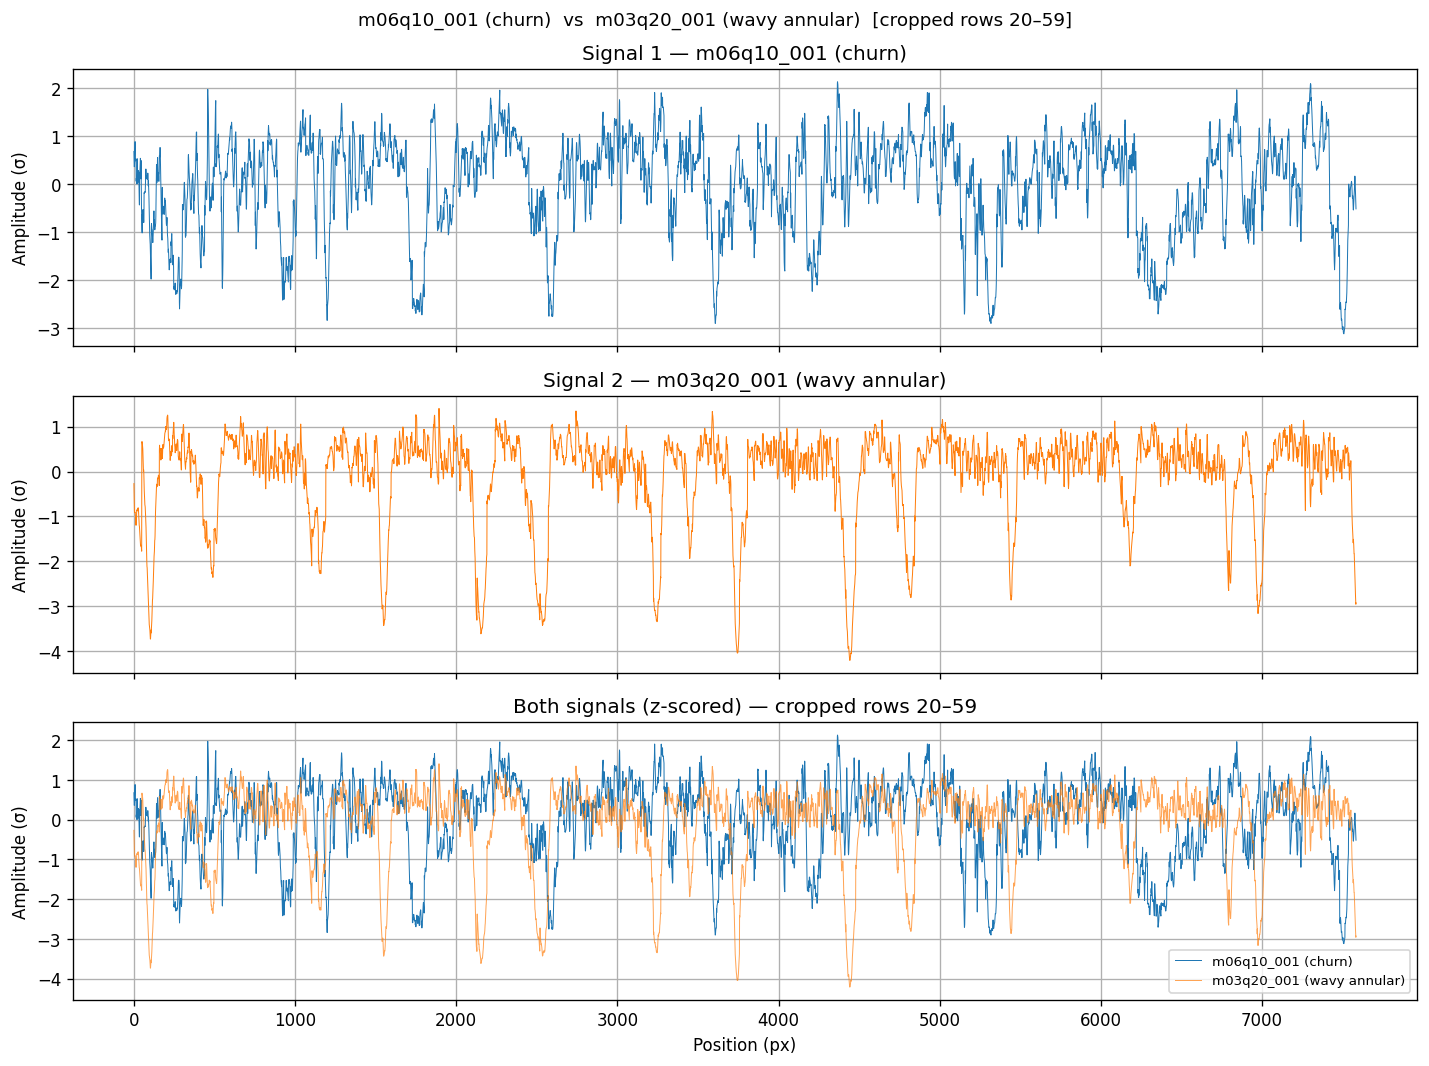 m06q10_001 (churn)  vs  m03q20_001 (wavy annular)  [cropped rows 20–59]
Signal 1 — m06q10_001 (churn)
2
1
0
−1
−2
−3
Amplitude (σ)
Signal 2 — m03q20_001 (wavy annular)
1
0
−1
−2
−3
−4
Amplitude (σ)
Both signals (z-scored) — cropped rows 20–59
2
1
0
−1
−2
−3
−4
Amplitude (σ)
m06q10_001 (churn)
m03q20_001 (wavy annular)
0 1000 2000 3000 4000 5000 6000 7000
Position (px)